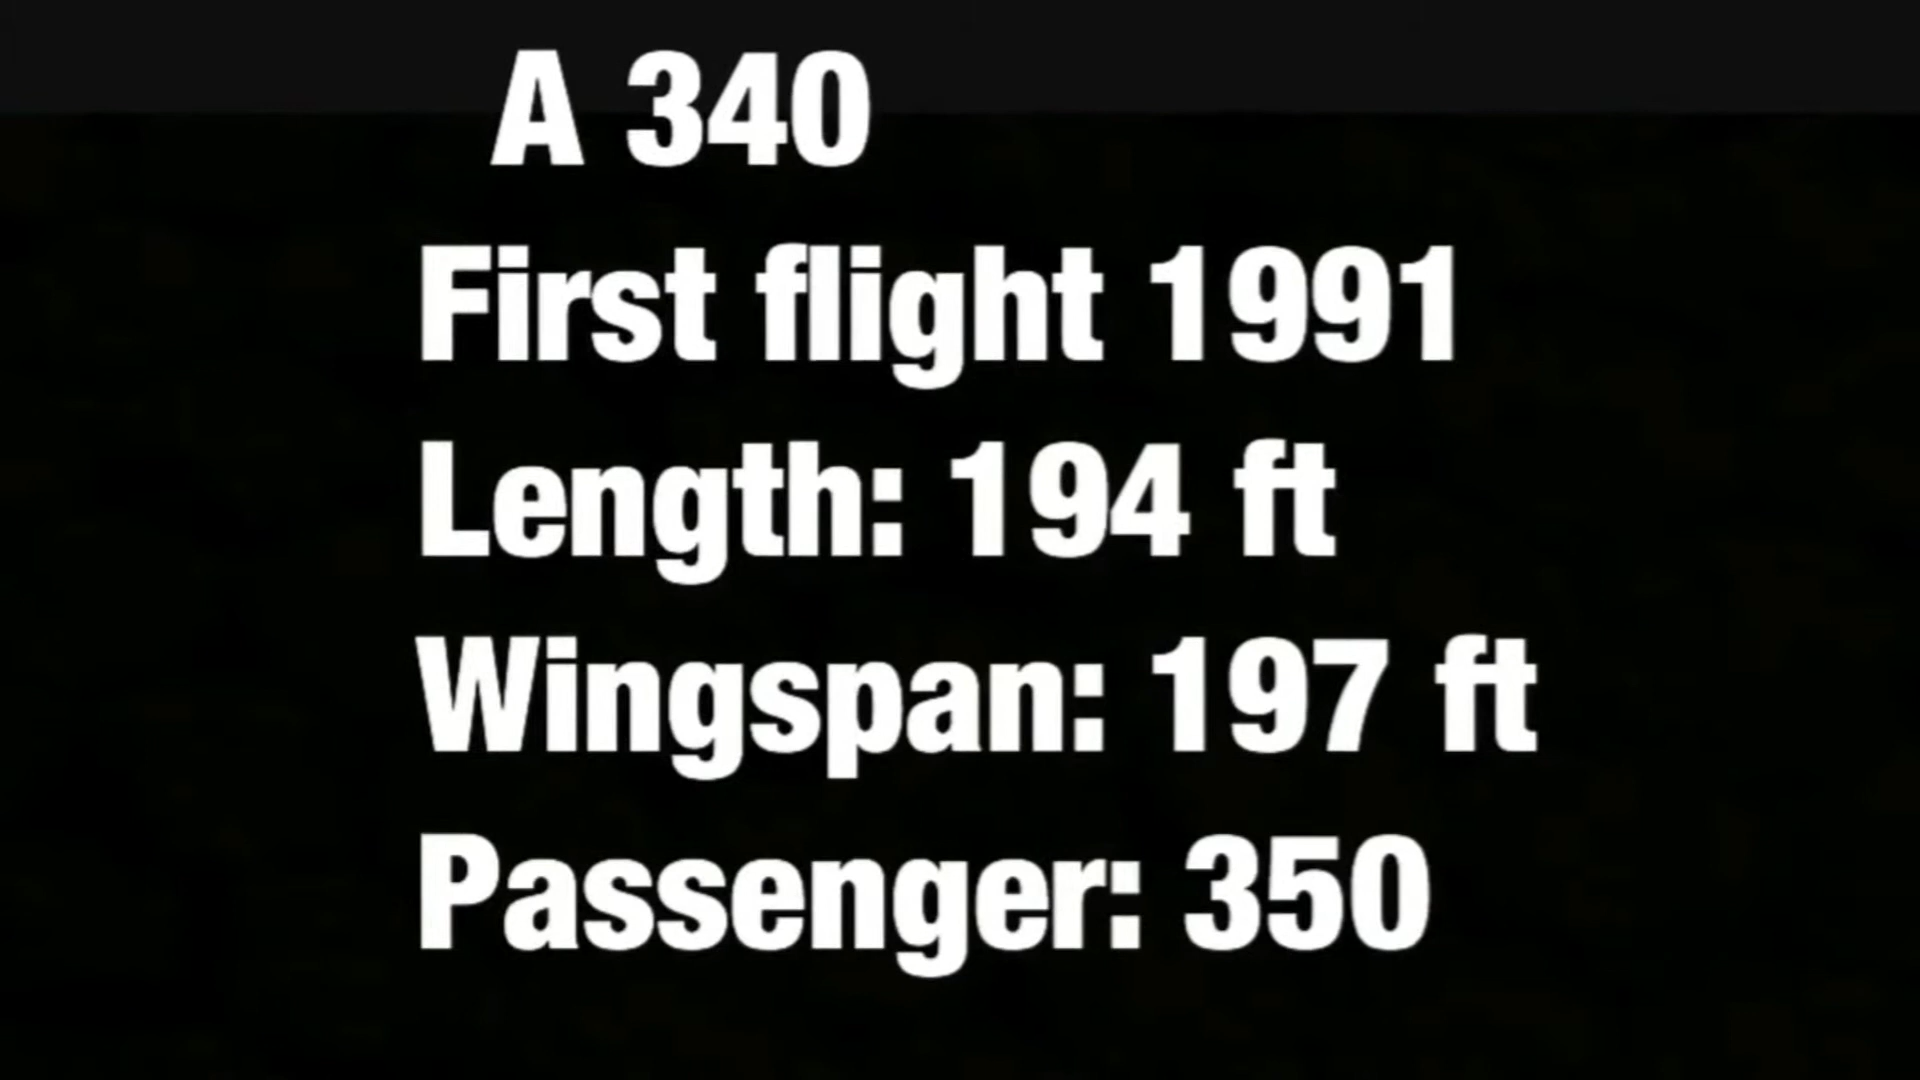 A 340
First flight 1991
Length: 194 ft
Wingspan: 197 ft
Passenger: 350